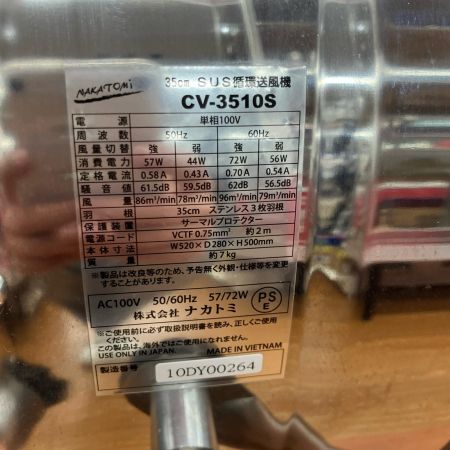 NAKATOMI
35cm SUS循環送風機
CV-3510S
電源 単相100V
周波数 50Hz 60Hz
風量切替 強 弱 強 弱
消費電力 57W 44W 72W 56W
定格電流 0.58A 0.43A 0.70A 0.54A
騒音値 61.5dB 59.5dB 62dB 56.5dB
風量 86m³/min 78m³/min 96m³/min 79m³/min
羽根 35cm ステンレス3枚羽根
保護装置 サーマルプロテクター
電源コード VCTF 0.75mm² 約2m
本体寸法 W520×D280×H500mm
質量 約7kg
※製品は改良等のため、予告無く外観・仕様等を変更
することがあります。
AC100V 50/60Hz 57/72W
PSE
株式会社 ナカトミ
※ご使用前に必ず取扱説明書を読み、正しくご使用
ください。
この製品は、海外ではご使用になれません。
USE ONLY IN JAPAN. MADE IN VIETNAM
製造番号 10DY00264